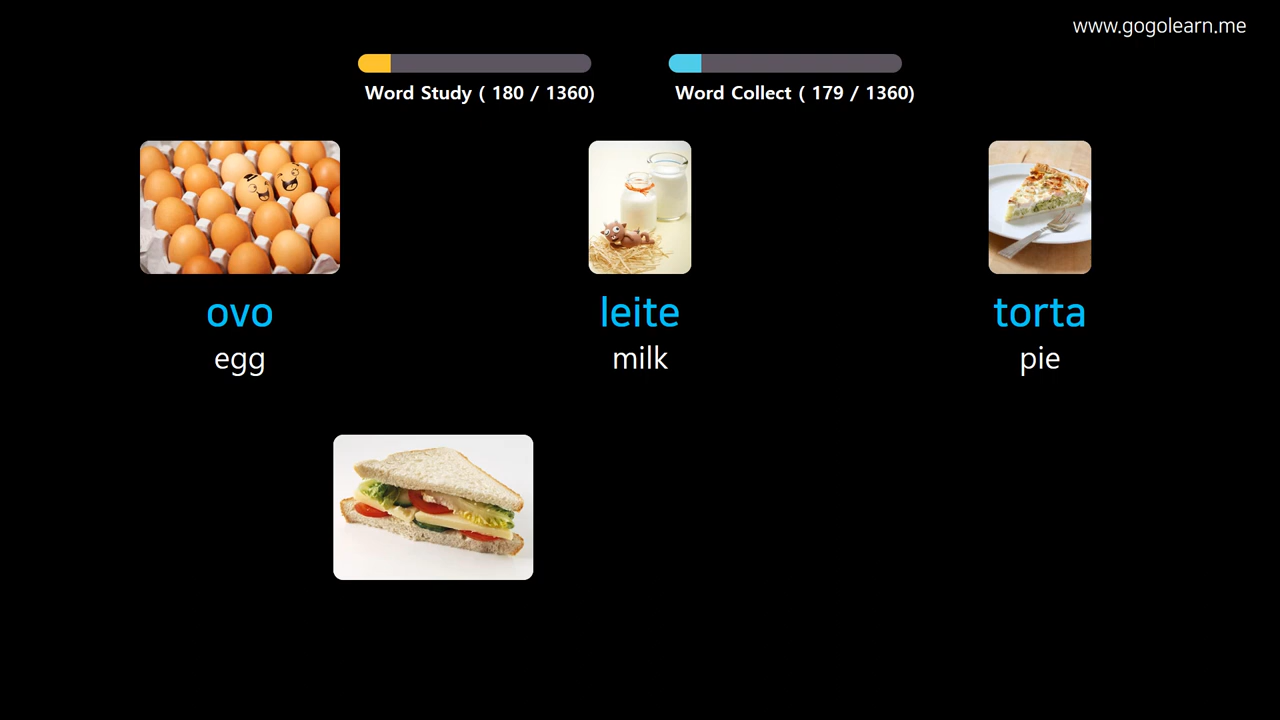 www.gogolearn.me
Word Study ( 180 / 1360)
Word Collect ( 179 / 1360)
ovo
egg
leite
milk
torta
pie